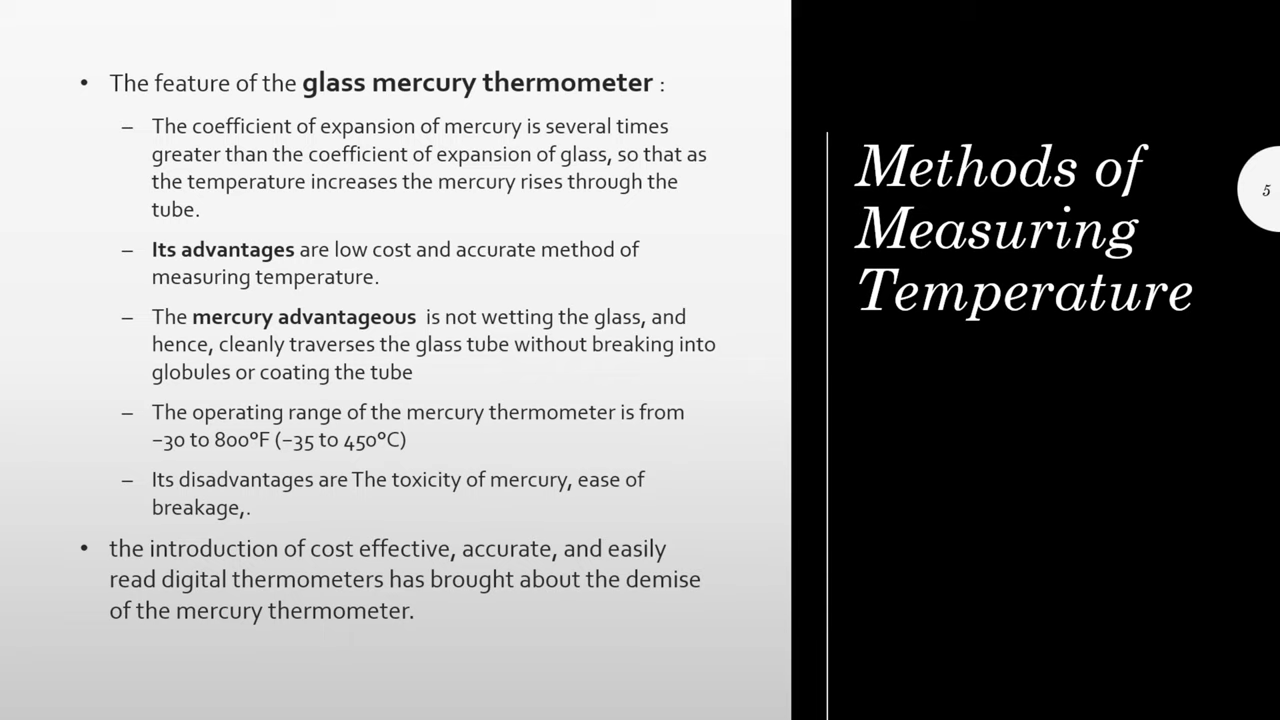 • The feature of the glass mercury thermometer :
– The coefficient of expansion of mercury is several times
greater than the coefficient of expansion of glass, so that as
the temperature increases the mercury rises through the
tube.
– Its advantages are low cost and accurate method of
measuring temperature.
– The mercury advantageous is not wetting the glass, and
hence, cleanly traverses the glass tube without breaking into
globules or coating the tube
– The operating range of the mercury thermometer is from
−30 to 800°F (−35 to 450°C)
– Its disadvantages are The toxicity of mercury, ease of
breakage,.
• the introduction of cost effective, accurate, and easily
read digital thermometers has brought about the demise
of the mercury thermometer.
Methods of
Measuring
Temperature
5